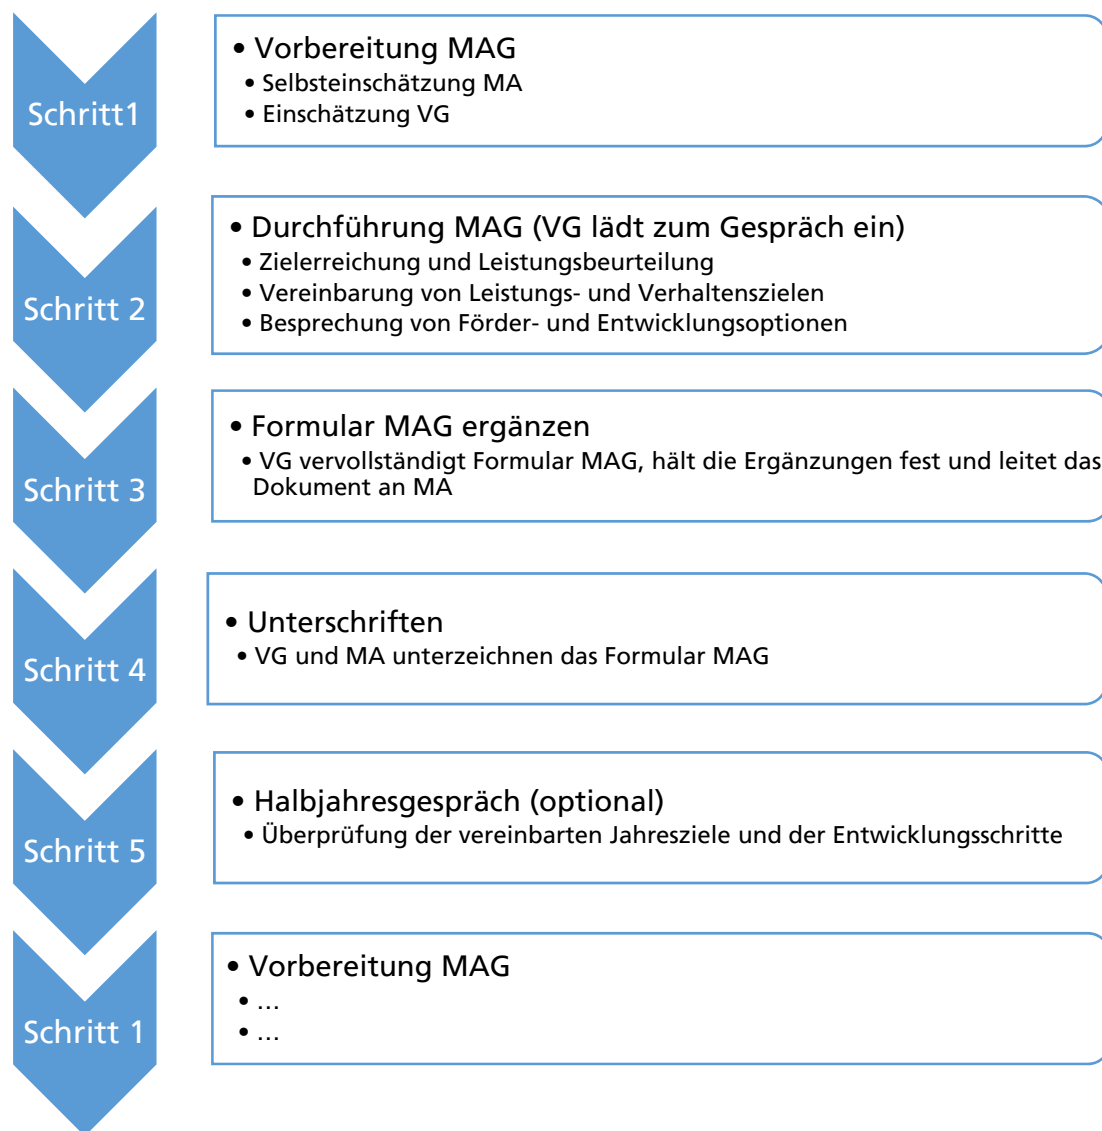 Schritt1
• Vorbereitung MAG
• Selbsteinschätzung MA
• Einschätzung VG
Schritt 2
• Durchführung MAG (VG lädt zum Gespräch ein)
• Zielerreichung und Leistungsbeurteilung
• Vereinbarung von Leistungs- und Verhaltenszielen
• Besprechung von Förder- und Entwicklungsoptionen
Schritt 3
• Formular MAG ergänzen
• VG vervollständigt Formular MAG, hält die Ergänzungen fest und leitet das
Dokument an MA
Schritt 4
• Unterschriften
• VG und MA unterzeichnen das Formular MAG
Schritt 5
• Halbjahresgespräch (optional)
• Überprüfung der vereinbarten Jahresziele und der Entwicklungsschritte
Schritt 1
• Vorbereitung MAG
• ...
• ...